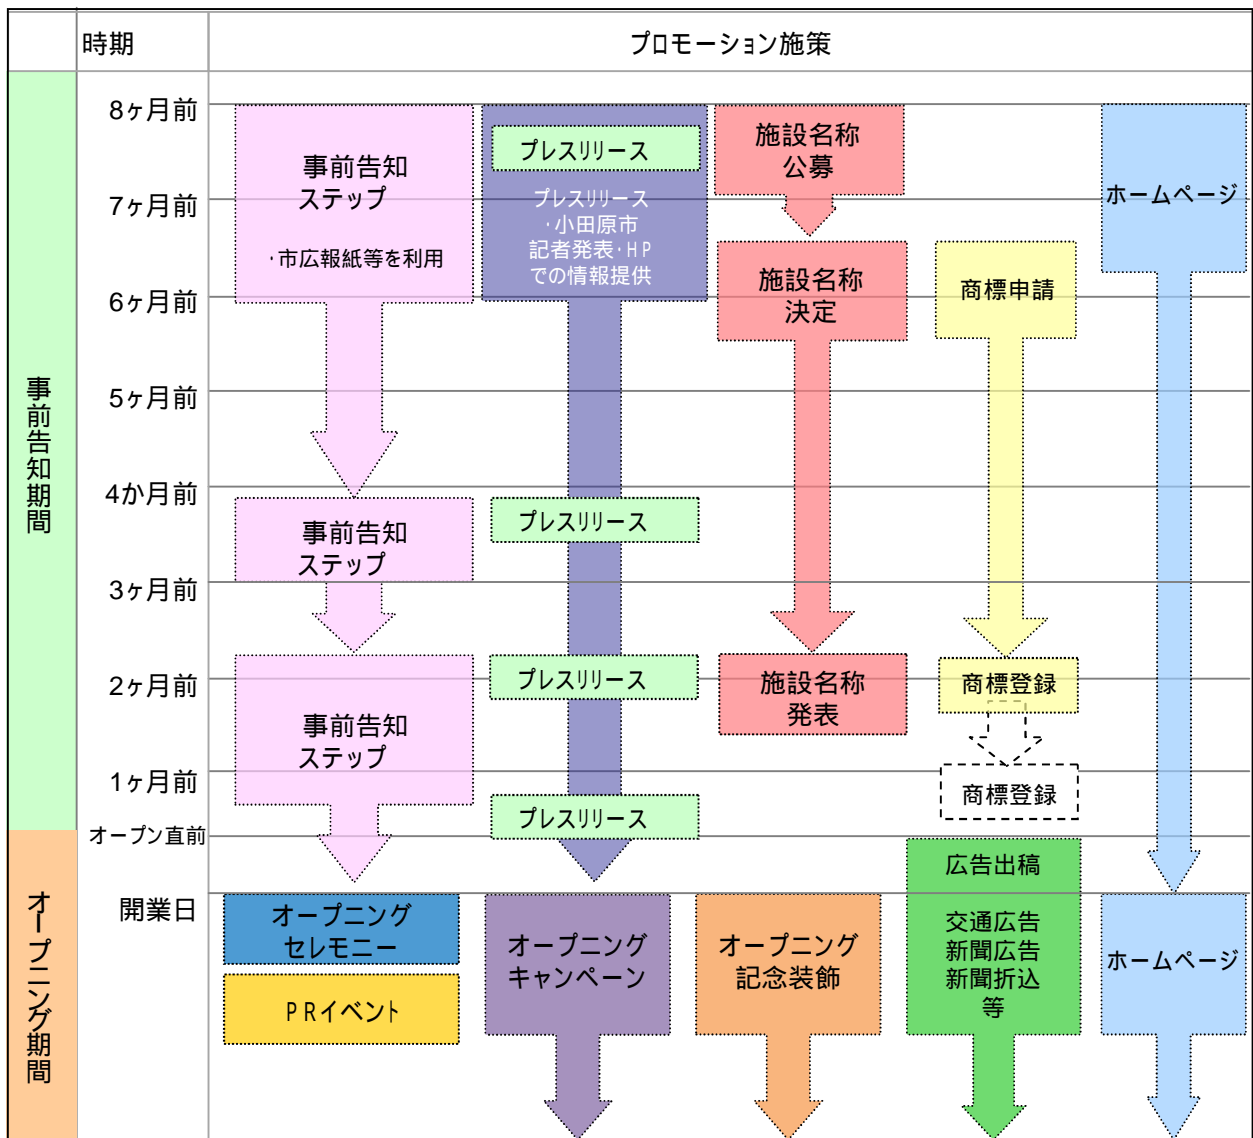 時期
プロモーション施策
事前告知期間
オープニング期間
8ヶ月前
7ヶ月前
6ヶ月前
5ヶ月前
4か月前
3ヶ月前
2ヶ月前
1ヶ月前
オープン直前
開業日
事前告知
ステップ
・市広報紙等を利用
事前告知
ステップ
事前告知
ステップ
プレスリリース
プレスリリース
・小田原市
記者発表・HP
での情報提供
プレスリリース
プレスリリース
プレスリリース
施設名称
公募
施設名称
決定
施設名称
発表
商標申請
商標登録
商標登録
ホームページ
オープニング
セレモニー
PRイベント
オープニング
キャンペーン
オープニング
記念装飾
広告出稿
交通広告
新聞広告
新聞折込
等
ホームページ